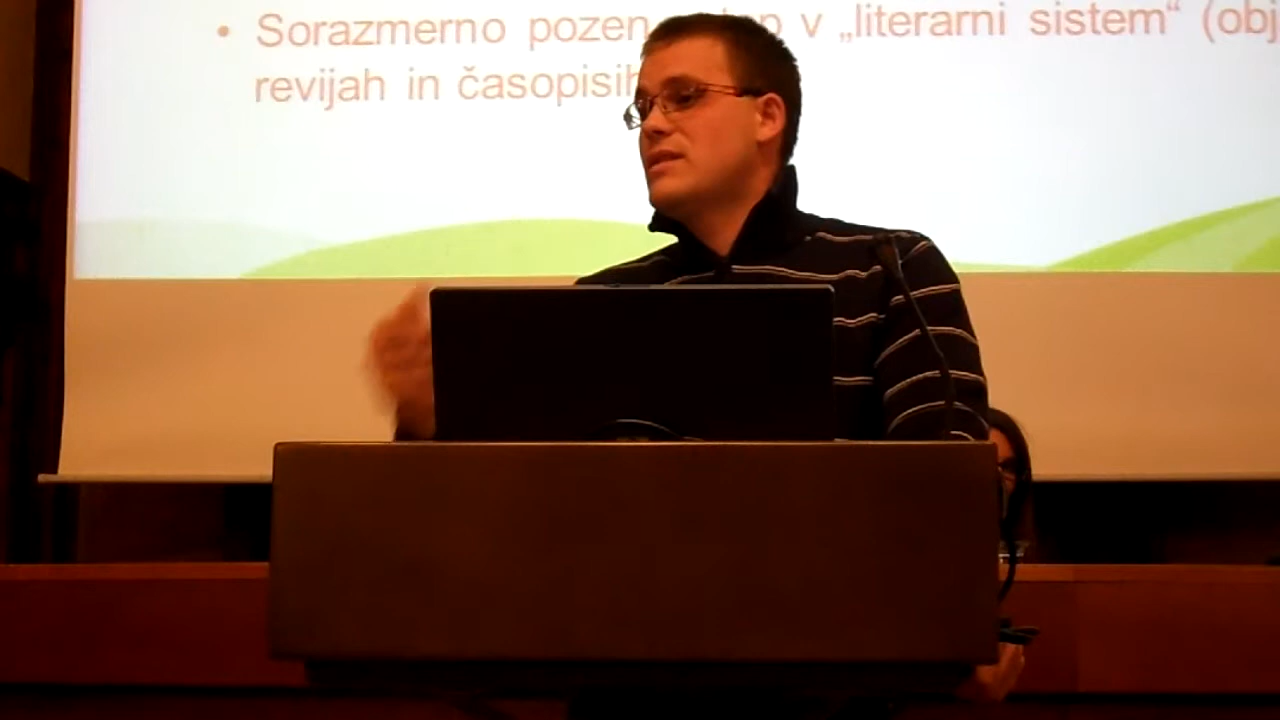 • Sorazmerno pozen v „literarni sistem“ (obj
revijah in časopisih